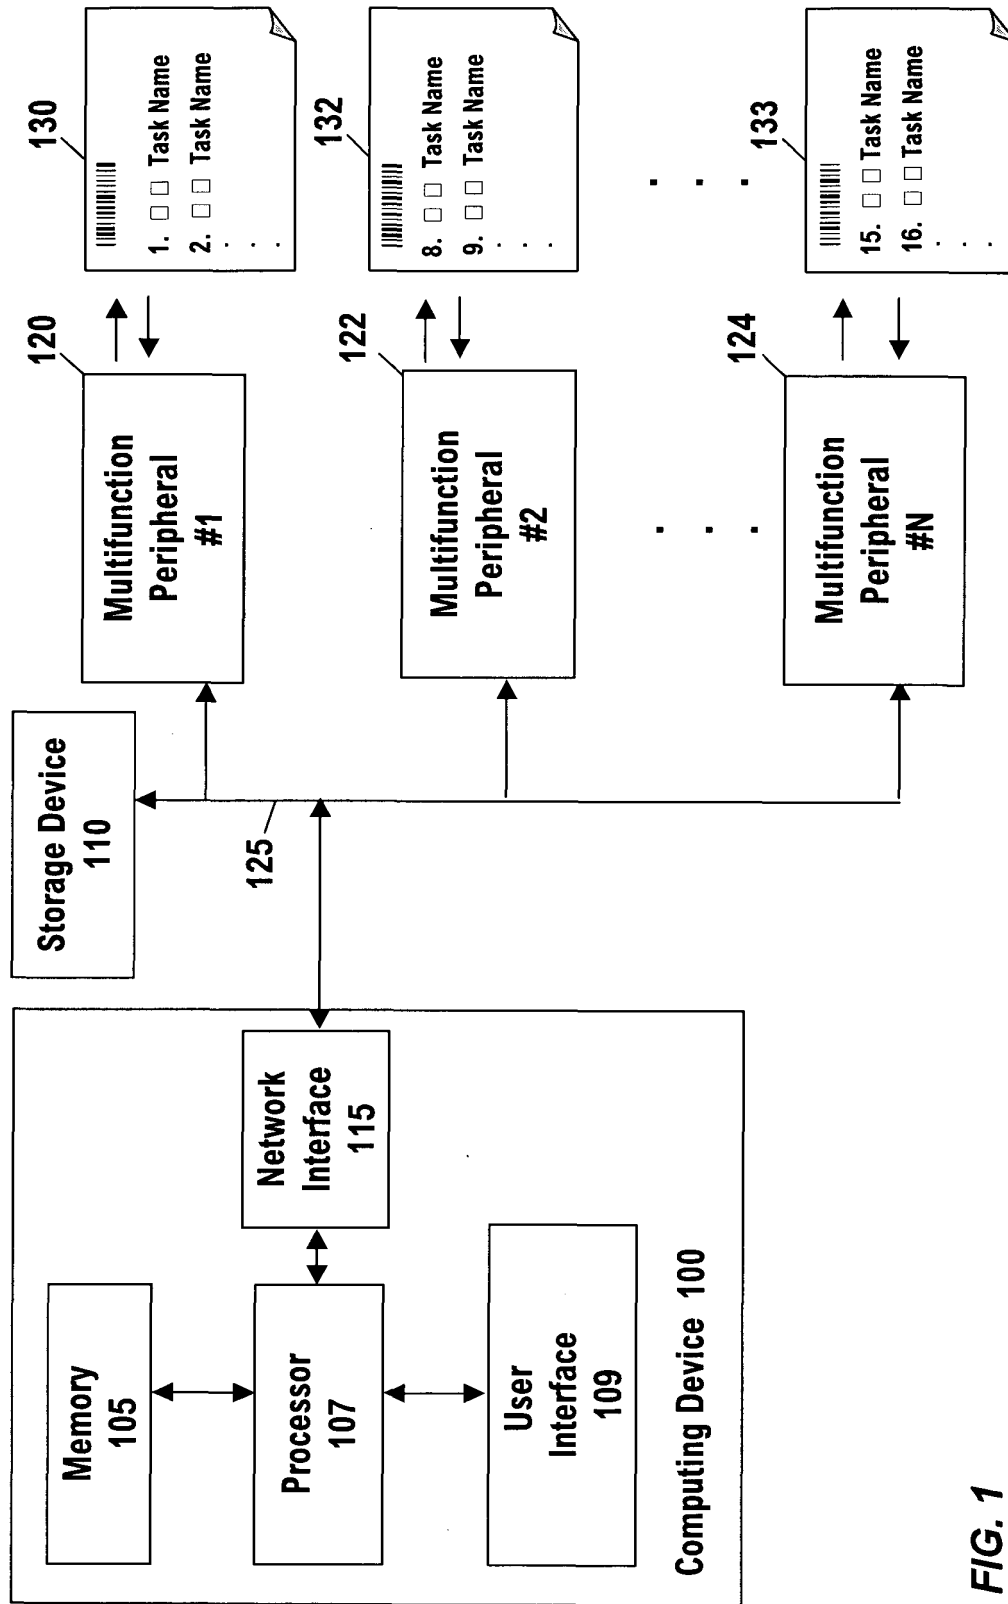 Memory
105
Processor
107
User
Interface
109
Network
Interface
115
Computing Device 100
Storage Device
110
125
120
Multifunction
Peripheral
#1
130
1. Task Name
2. Task Name
. . .
122
Multifunction
Peripheral
#2
132
8. Task Name
9. Task Name
. . .
. . .
. . .
124
Multifunction
Peripheral
#N
133
15. Task Name
16. Task Name
. . .
FIG. 1